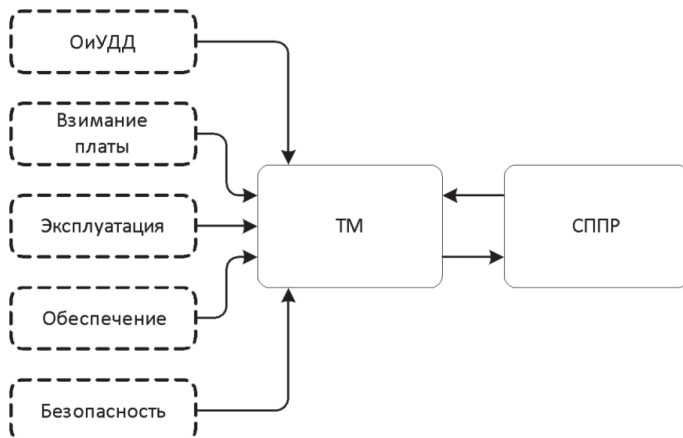 ОиУДД
Взимание
платы
Эксплуатация
Обеспечение
Безопасность
ТМ
СППР